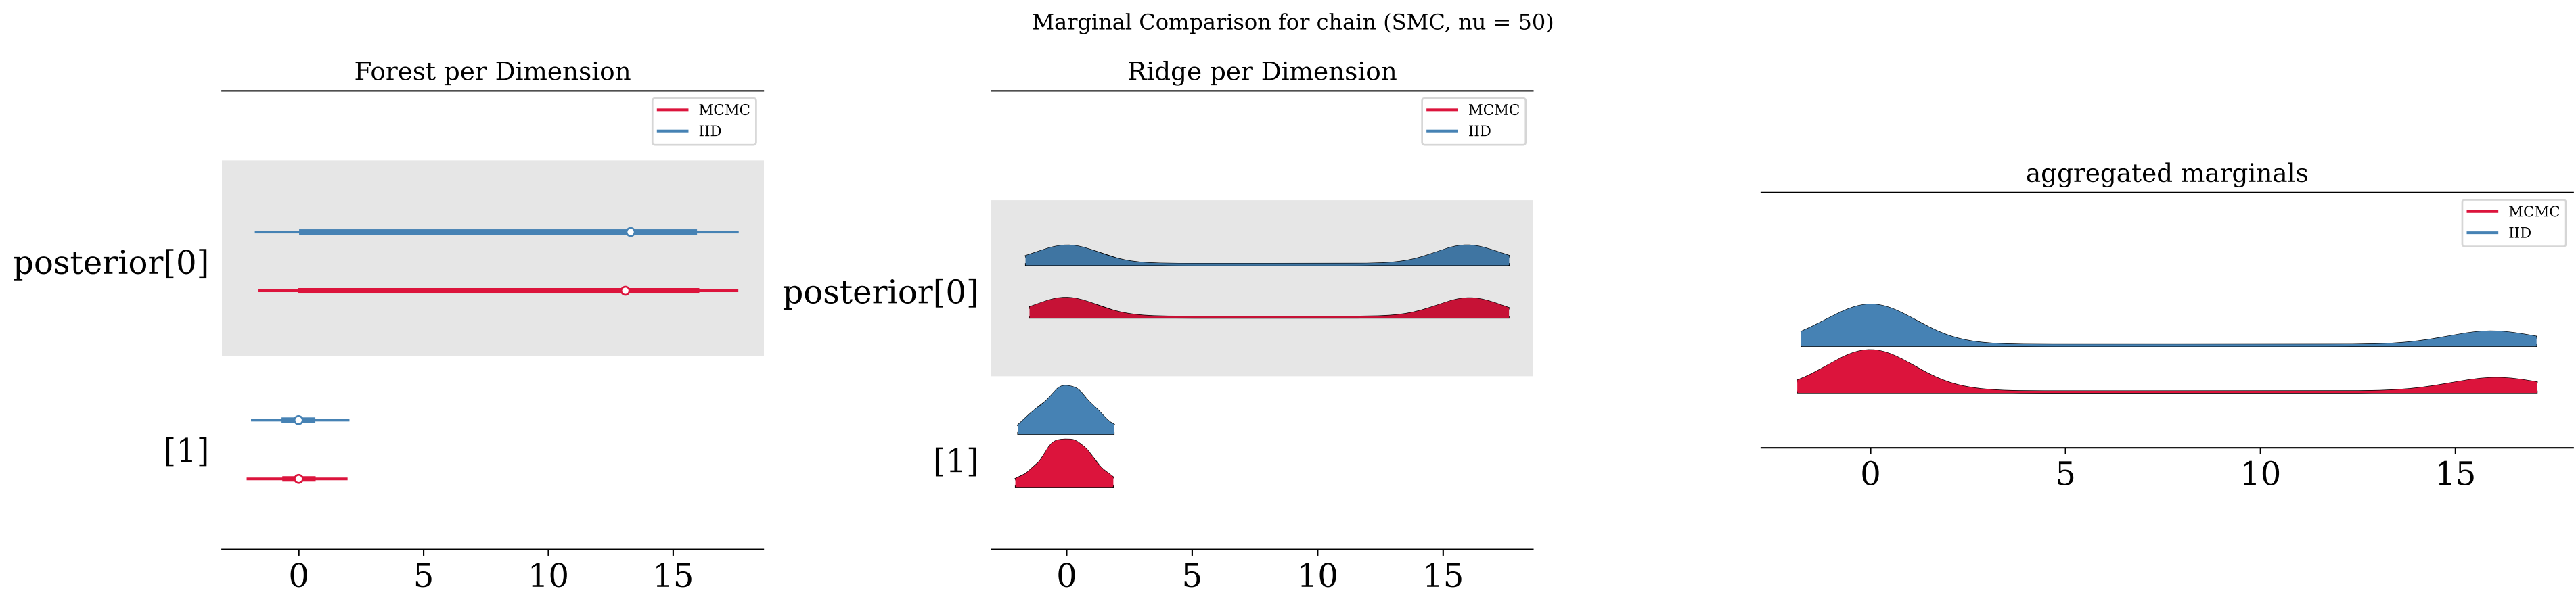 Marginal Comparison for chain (SMC, nu = 50)
Forest per Dimension
MCMC
IID
posterior[0]
[1]
0 5 10 15
Ridge per Dimension
MCMC
IID
posterior[0]
[1]
0 5 10 15
aggregated marginals
MCMC
IID
0 5 10 15